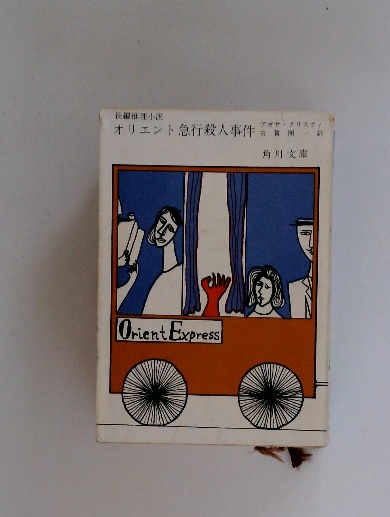 長編推理小説
オリエント急行殺人事件
アガサ・クリスティ
古賀照一訳
角川文庫
Orient Express